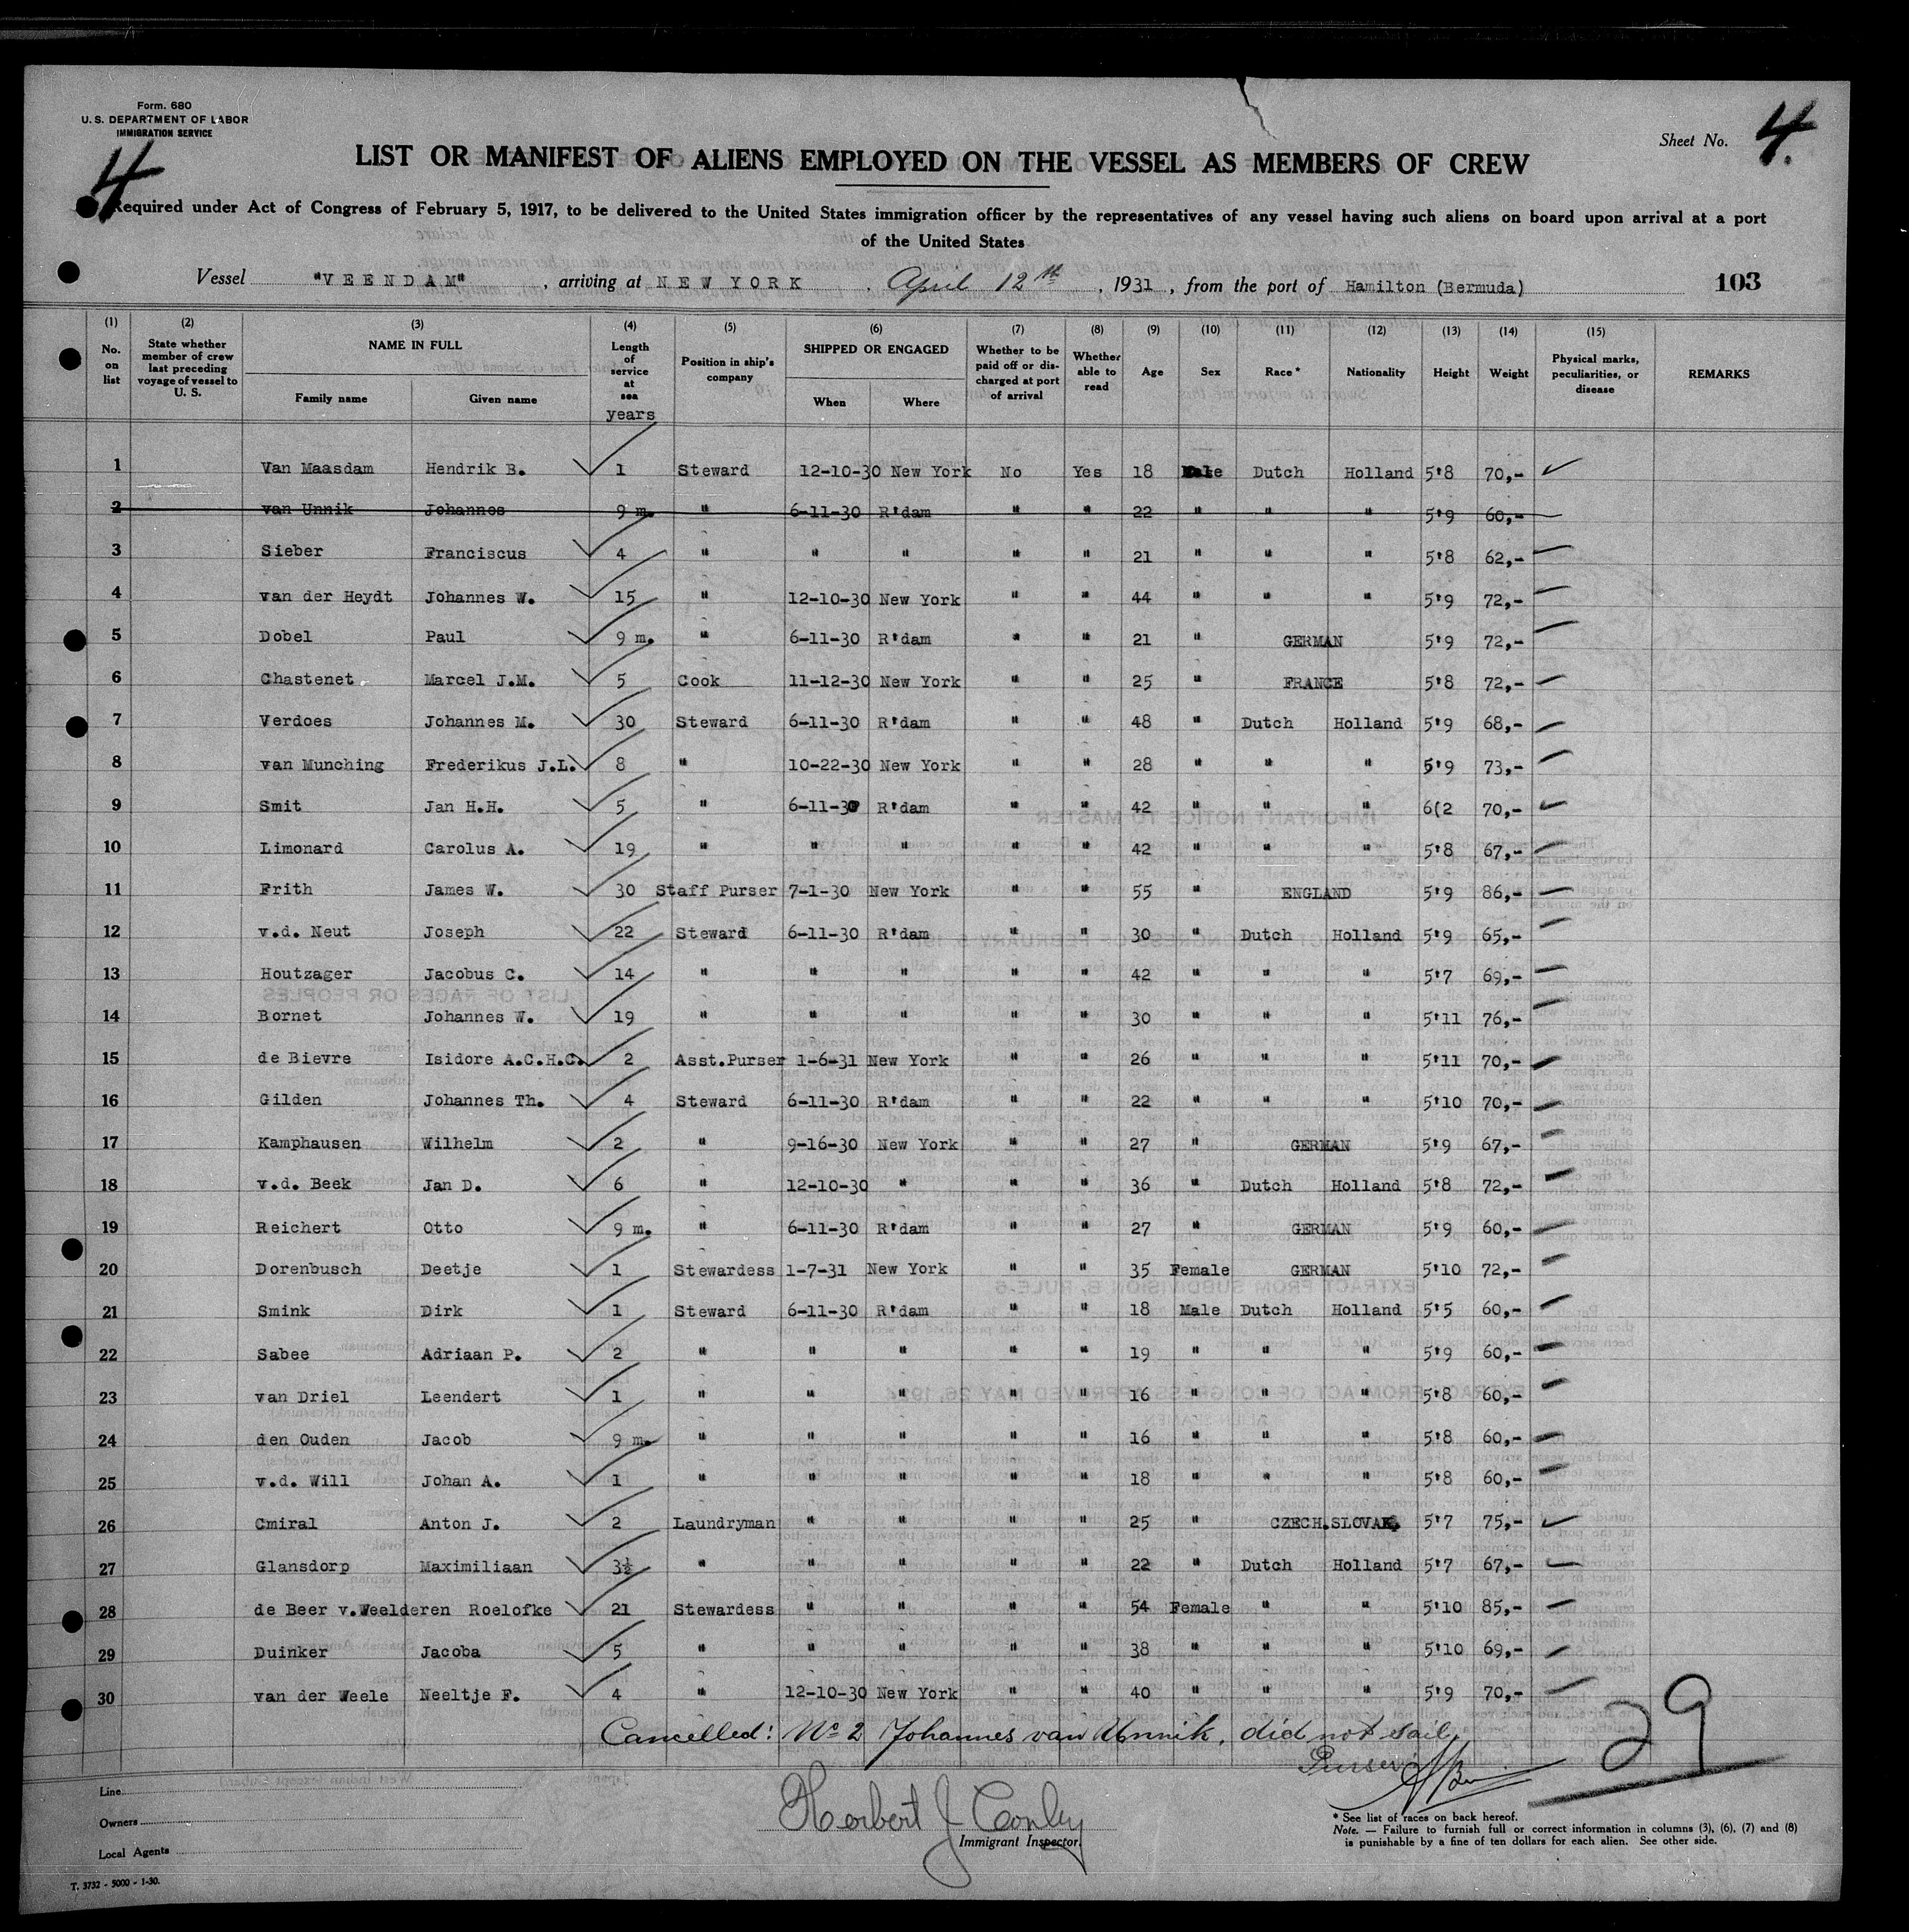 Form. 680
U. S. DEPARTMENT OF LABOR
IMMIGRATION SERVICE
4
Sheet No. 4.
LIST OR MANIFEST OF ALIENS EMPLOYED ON THE VESSEL AS MEMBERS OF CREW
Required under Act of Congress of February 5, 1917, to be delivered to the United States immigration officer by the representatives of any vessel having such aliens on board upon arrival at a port
of the United States
Vessel "VEENDAM", arriving at NEW YORK, April 12th, 1931, from the port of Hamilton (Bermuda) 103
(1) No. on list (2) State whether member of crew last preceding voyage of vessel to U. S. (3) NAME IN FULL Family name Given name (4) Length of service at sea years (5) Position in ship's company (6) SHIPPED OR ENGAGED When Where (7) Whether to be paid off or discharged at port of arrival (8) Whether able to read (9) Age (10) Sex (11) Race* (12) Nationality (13) Height (14) Weight (15) Physical marks, peculiarities, or disease REMARKS
1 Van Maasdam Hendrik B. 1 Steward 12-10-30 New York No Yes 18 Male Dutch Holland 5'8 70,-
2 van Unnik Johannes 9 m. " 6-11-30 R'dam " " 22 " " " 5'9 60,-
3 Sieber Franciscus 4 " " " " " 21 " " " 5'8 62,-
4 van der Heydt Johannes W. 15 " 12-10-30 New York " " 44 " " " 5'9 72,-
5 Dobel Paul 9 m. " 6-11-30 R'dam " " 21 " GERMAN 5'9 72,-
6 Chastenet Marcel J.M. 5 Cook 11-12-30 New York " " 25 " FRANCE 5'8 72,-
7 Verdoes Johannes M. 30 Steward 6-11-30 R'dam " " 48 " Dutch Holland 5'9 68,-
8 van Munching Frederikus J.L. 8 " 10-22-30 New York " " 28 " " " 5'9 73,-
9 Smit Jan H.H. 5 " 6-11-30 R'dam " " 42 " " " 6(2 70,-
10 Limonard Carolus A. 19 " " " " " 42 " " " 5'8 67,-
11 Frith James W. 30 Staff Purser 7-1-30 New York " " 55 " ENGLAND 5'9 86,-
12 v.d. Neut Joseph 22 Steward 6-11-30 R'dam " " 30 " Dutch Holland 5'9 65,-
13 Houtzager Jacobus C. 14 " " " " " 42 " " " 5'7 69,-
14 Bornet Johannes W. 19 " " " " " 30 " " " 5'11 76,-
15 de Bievre Isidore A.C.H.C. 2 Asst.Purser 1-6-31 New York " " 26 " " " 5'11 70,-
16 Gilden Johannes Th. 4 Steward 6-11-30 R'dam " " 22 " " " 5'10 70,-
17 Kamphausen Wilhelm 2 " 9-16-30 New York " " 27 " GERMAN 5'9 67,-
18 v.d. Beek Jan D. 6 " 12-10-30 " " " 36 " Dutch Holland 5'8 72,-
19 Reichert Otto 9 m. " 6-11-30 R'dam " " 27 " GERMAN 5'9 60,-
20 Dorenbusch Deetje 1 Stewardess 1-7-31 New York " " 35 Female GERMAN 5'10 72,-
21 Smink Dirk 1 Steward 6-11-30 R'dam " " 18 Male Dutch Holland 5'5 60,-
22 Sabee Adriaan P. 2 " " " " " 19 " " " 5'9 60,-
23 van Driel Leendert 1 " " " " " 16 " " " 5'8 60,-
24 den Ouden Jacob 9 m. " " " " " 16 " " " 5'8 60,-
25 v.d. Will Johan A. 1 " " " " " 18 " " " 5'8 60,-
26 Cmiral Anton J. 2 Laundryman " " " " 25 " CZECH.SLOVAK. 5'7 75,-
27 Glansdorp Maximiliaan 3½ " " " " " 22 " Dutch Holland 5'7 67,-
28 de Beer v.Weelderen Roelofke 21 Stewardess " " " " 54 Female " " 5'10 85,-
29 Duinker Jacoba 5 " " " " " 38 " " " 5'10 69,-
30 van der Weele Neeltje F. 4 " 12-10-30 New York " " 40 " " " 5'9 70,-
Cancelled: No 2 Johannes van Unnik, did not sail,
Purser
29
Line
Owners
Local Agents
Herbert J Conley
Immigrant Inspector.
* See list of races on back hereof.
Note. — Failure to furnish full or correct information in columns (3), (6), (7) and (8)
is punishable by a fine of ten dollars for each alien. See other side.
T. 3732 - 5000 - 1-30.